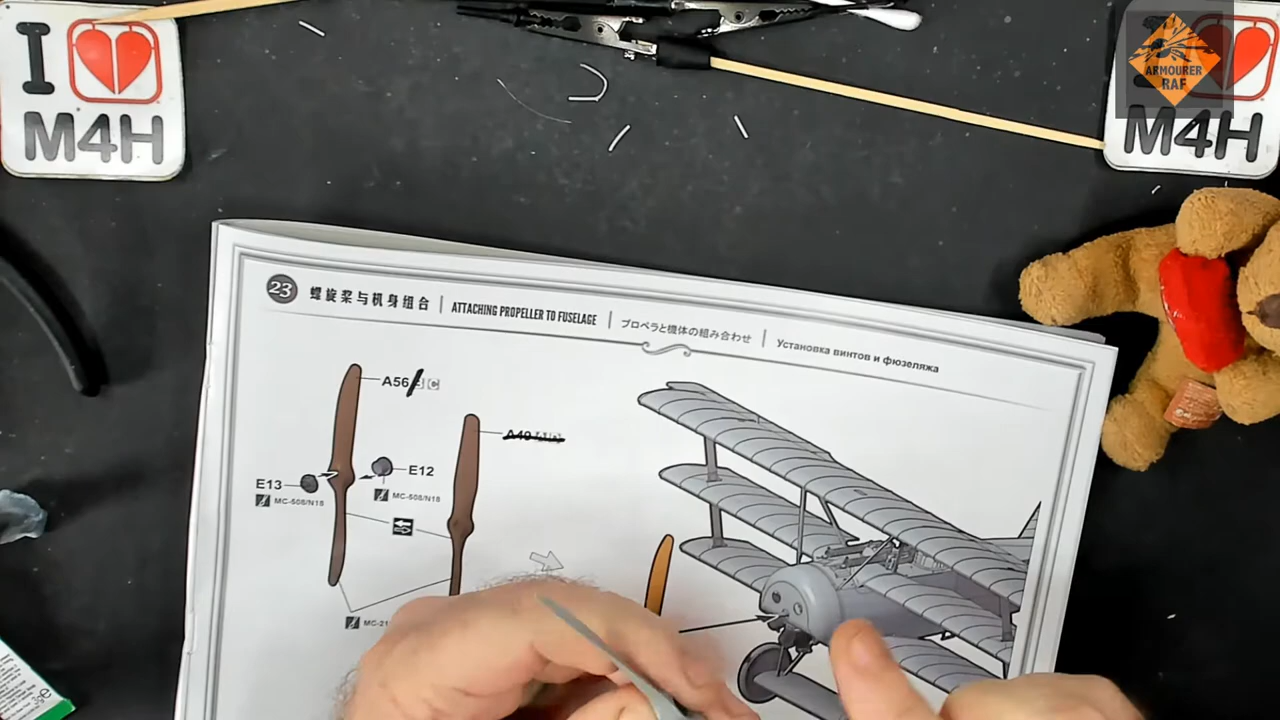 I
M4H
I
M4H
ARMOURER
RAF
23 螺旋桨与机身组合 | ATTACHING PROPELLER TO FUSELAGE | プロペラと機体の組み合わせ | Установка винтов и фюзеляжа
A56
A40
E13
E12
MC-508/N18
MC-508/N18
MC-21